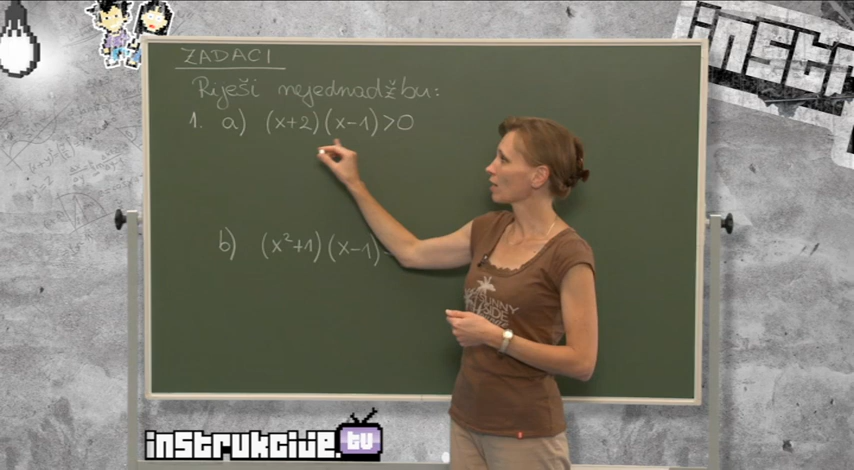 ZADACI
Riješi nejednadžbu:
1. a) (x+2)(x-1)>0
b) (x²+1)(x-1)
instrukcije.tv